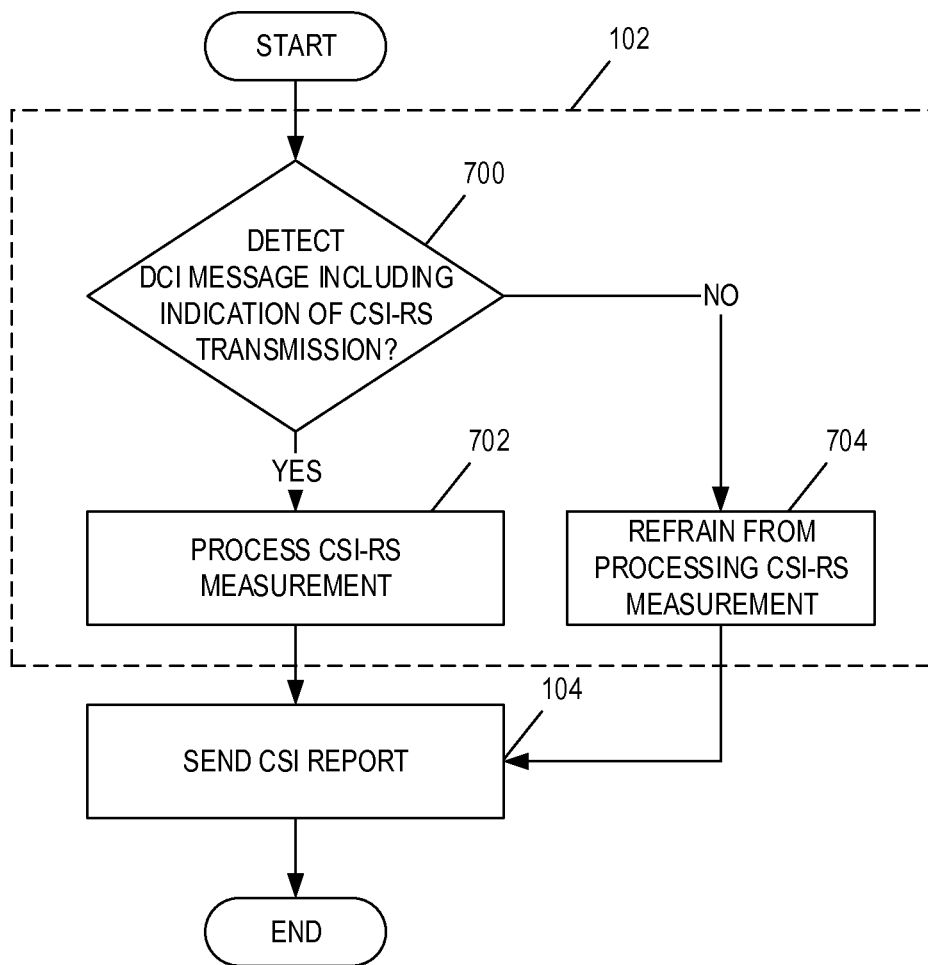 START
102
700
DETECT
DCI MESSAGE INCLUDING
INDICATION OF CSI-RS
TRANSMISSION?
NO
YES
702
704
PROCESS CSI-RS
MEASUREMENT
REFRAIN FROM
PROCESSING CSI-RS
MEASUREMENT
104
SEND CSI REPORT
END